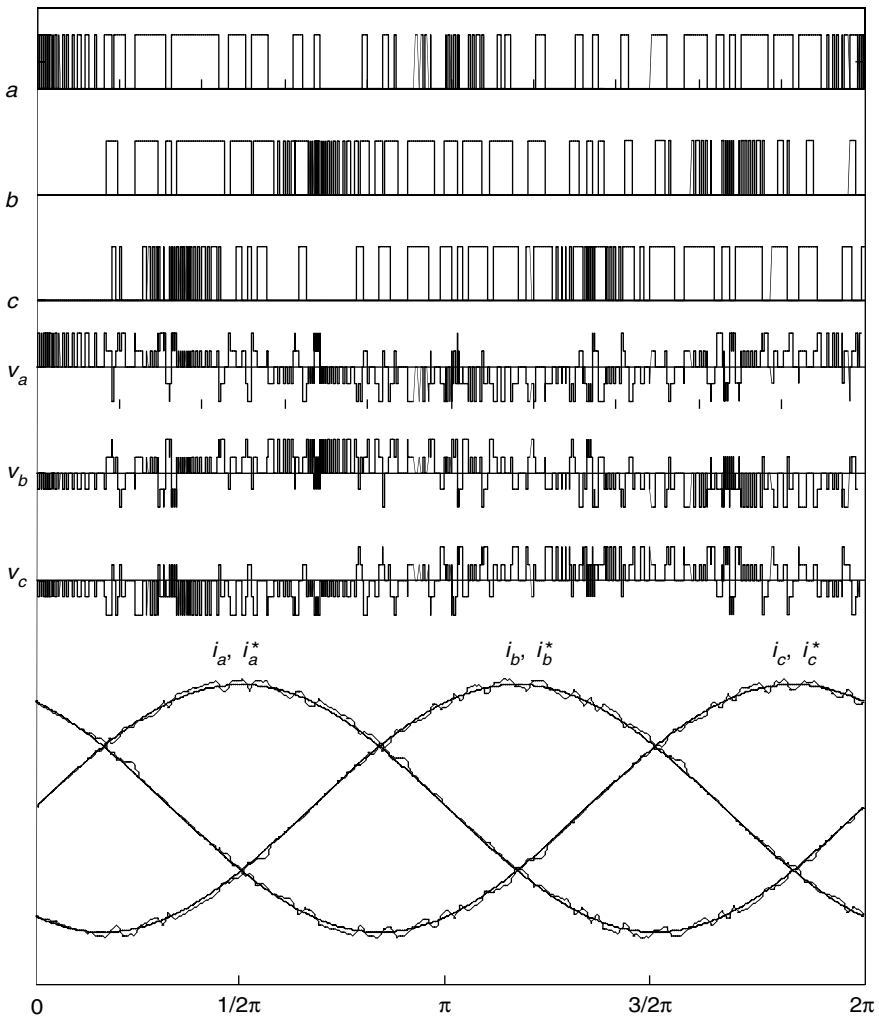 a
b
c
v_a
v_b
v_c
i_a, i_a^* i_b, i_b^* i_c, i_c^*
0 1/2π π 3/2π 2π